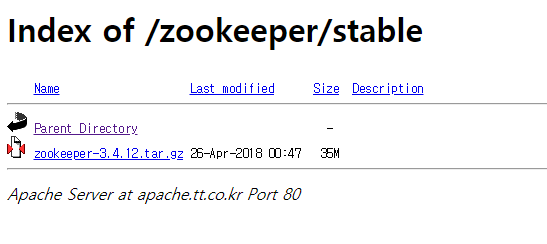 Index of /zookeeper/stable
Name Last modified Size Description
Parent Directory -
zookeeper-3.4.12.tar.gz 26-Apr-2018 00:47 35M
Apache Server at apache.tt.co.kr Port 80